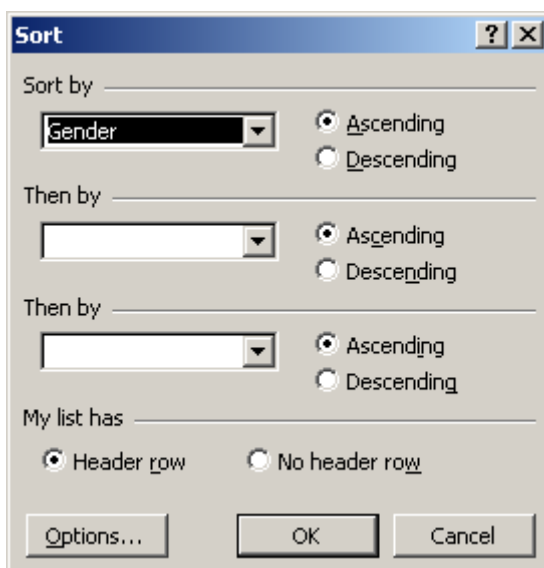 Sort
Sort by
Gender
Ascending
Descending
Then by
Ascending
Descending
Then by
Ascending
Descending
My list has
Header row
No header row
Options...
OK
Cancel